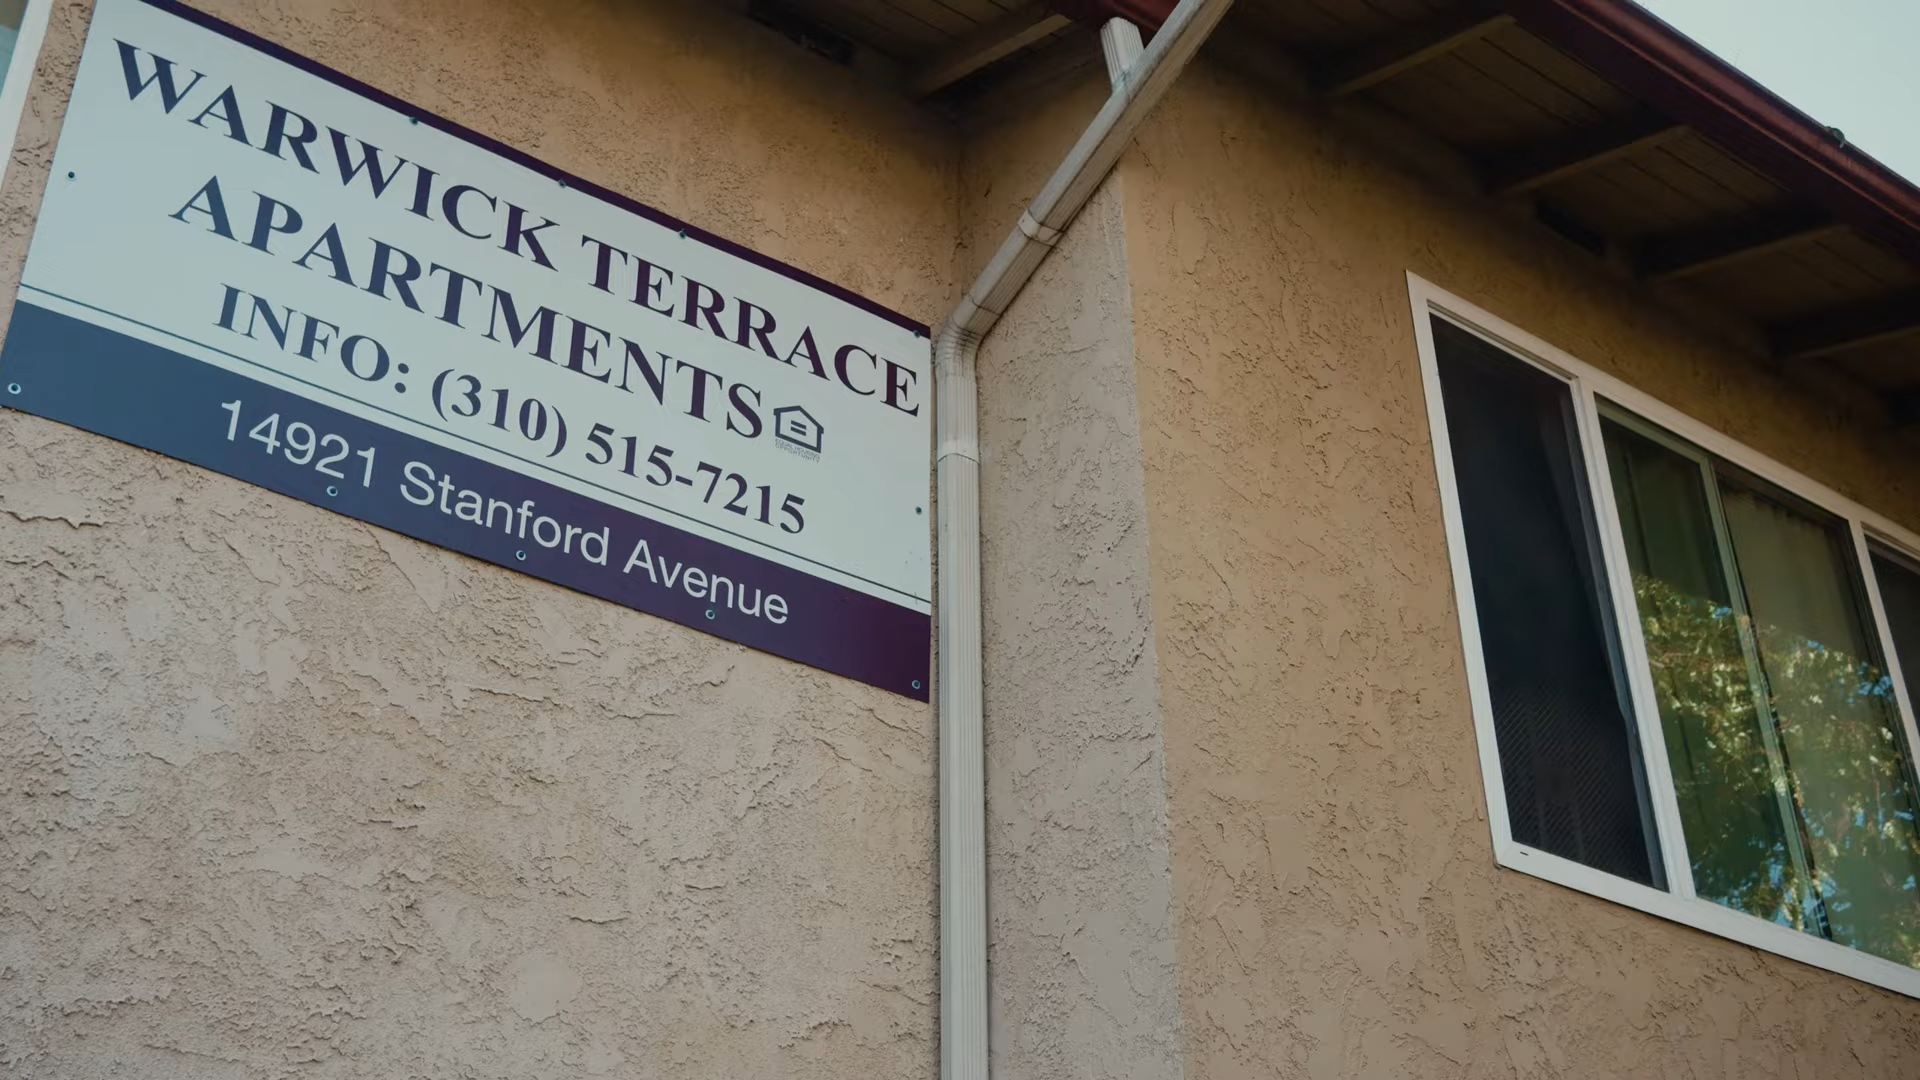 WARWICK TERRACE
APARTMENTS
INFO: (310) 515-7215
14921 Stanford Avenue